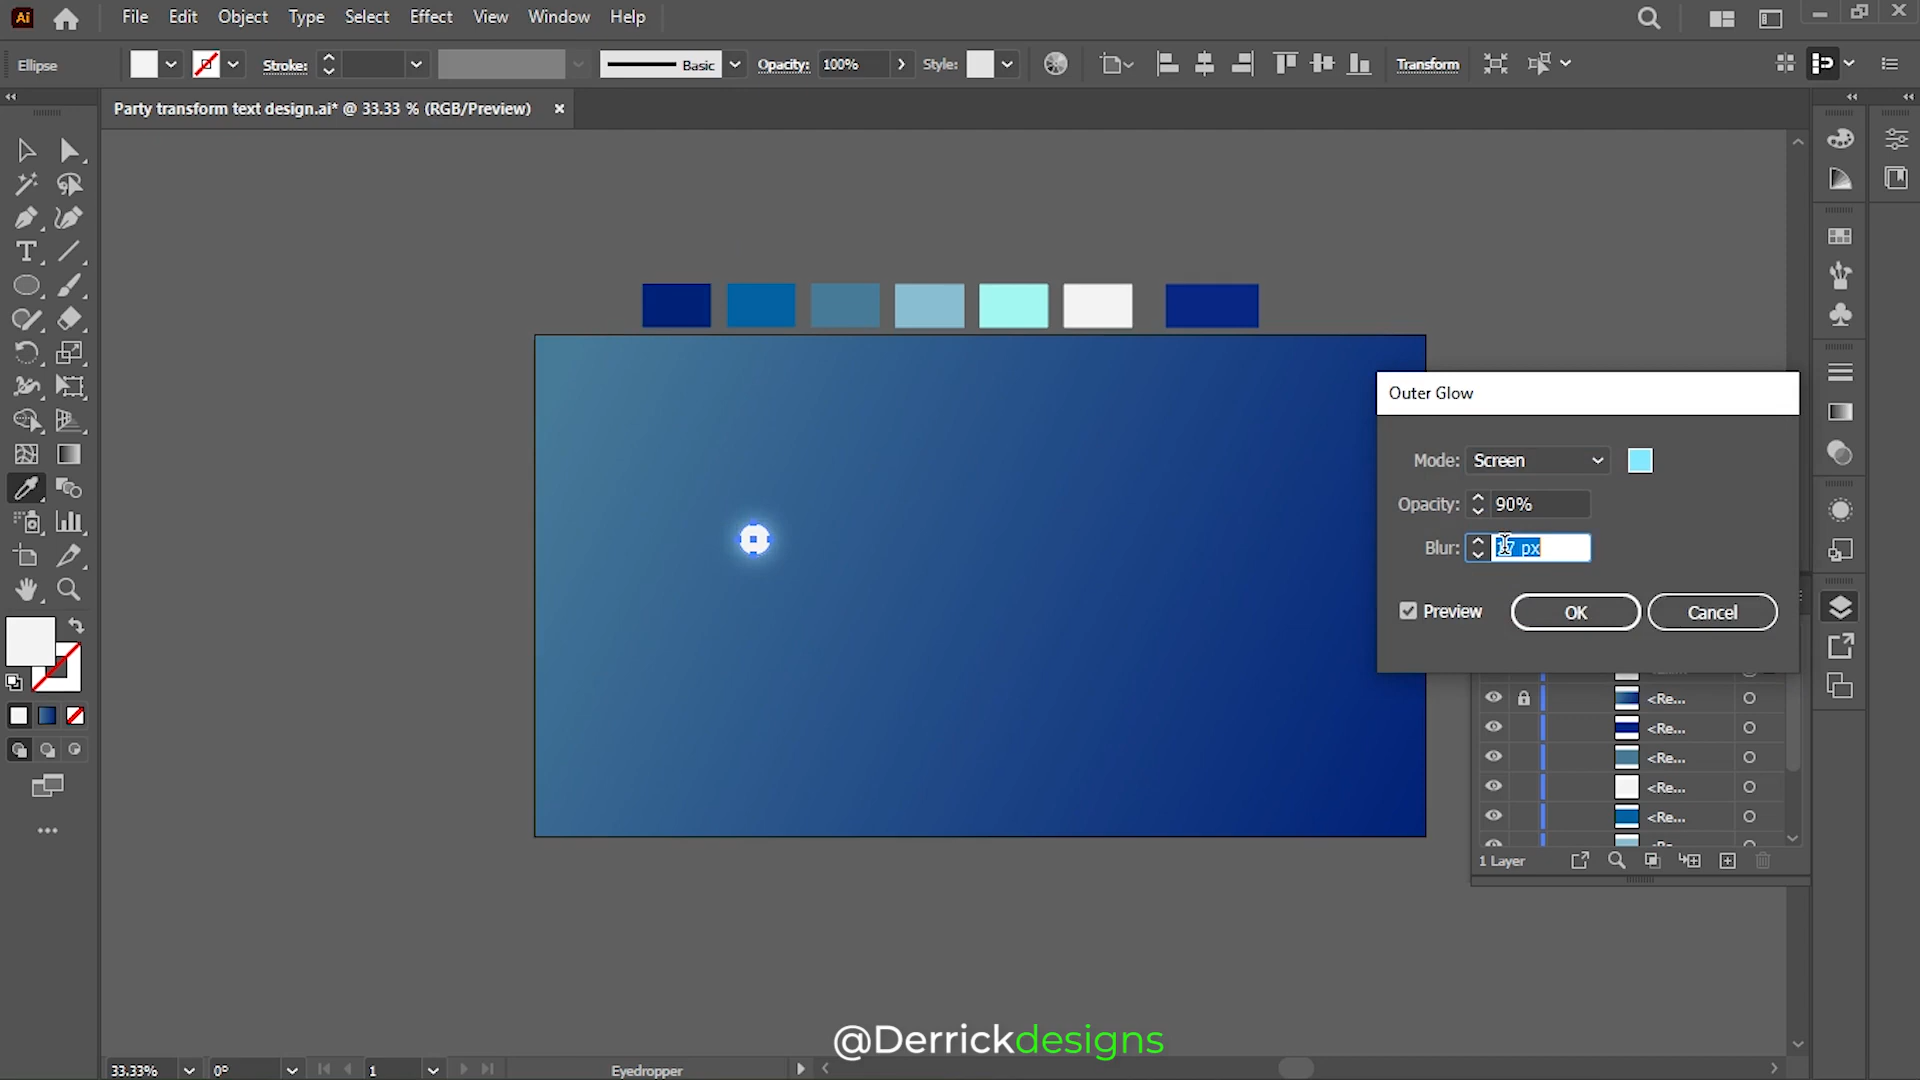 Ai File Edit Object Type Select Effect View Window Help
Ellipse Stroke: Basic Opacity: 100% Style: Transform
Party transform text design.ai* @ 33.33 % (RGB/Preview)
Outer Glow
Mode: Screen
Opacity: 90%
Blur: px
Preview OK Cancel
<Re...
<Re...
<Re...
<Re...
<Re...
1 Layer
@Derrickdesigns
33.33% 0° 1 Eyedropper